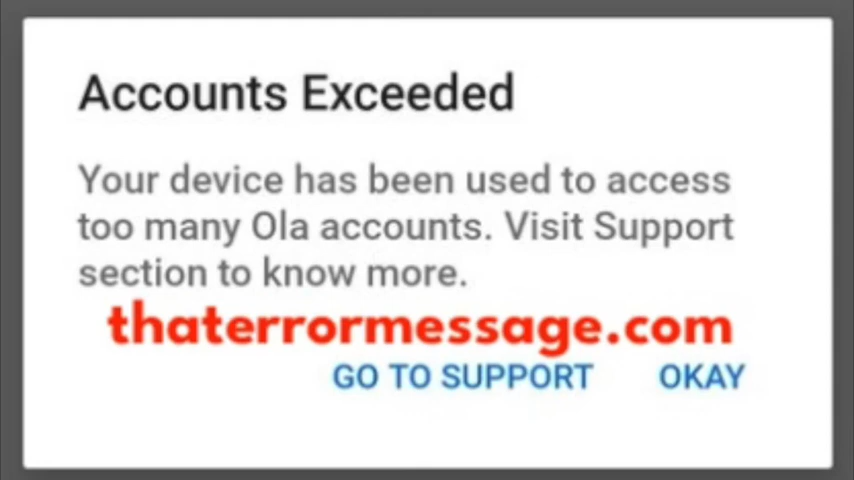 Accounts Exceeded
Your device has been used to access
too many Ola accounts. Visit Support
section to know more.
thaterrormessage.com
GO TO SUPPORT OKAY